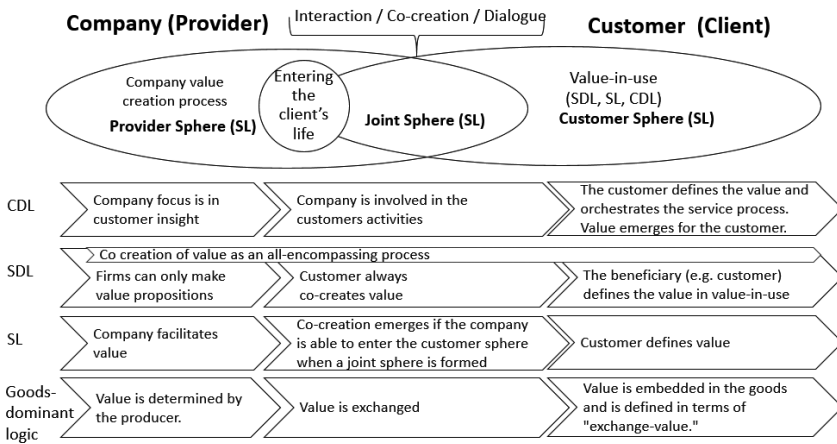 Company (Provider)
Interaction / Co-creation / Dialogue
Customer (Client)
Company value
creation process
Provider Sphere (SL)
Entering
the
client's
life
Joint Sphere (SL)
Value-in-use
(SDL, SL, CDL)
Customer Sphere (SL)
CDL
Company focus is in
customer insight
Company is involved in the
customers activities
The customer defines the value and
orchestrates the service process.
Value emerges for the customer.
SDL
Co creation of value as an all-encompassing process
Firms can only make
value propositions
Customer always
co-creates value
The beneficiary (e.g. customer)
defines the value in value-in-use
SL
Company facilitates
value
Co-creation emerges if the company
is able to enter the customer sphere
when a joint sphere is formed
Customer defines value
Goods-
dominant
logic
Value is determined by
the producer.
Value is exchanged
Value is embedded in the goods
and is defined in terms of
"exchange-value."